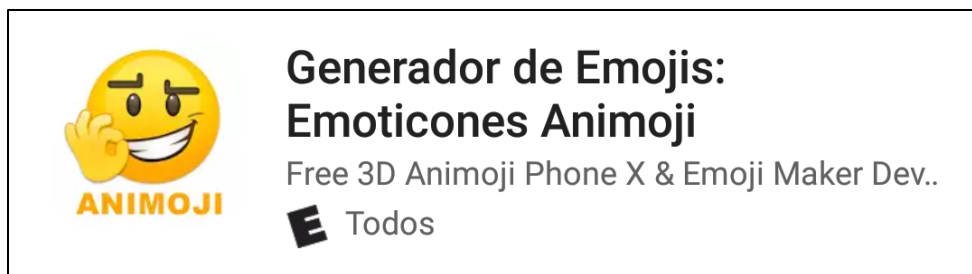 Generador de Emojis:
Emoticones Animoji
Free 3D Animoji Phone X & Emoji Maker Dev..
ANIMOJI
E Todos